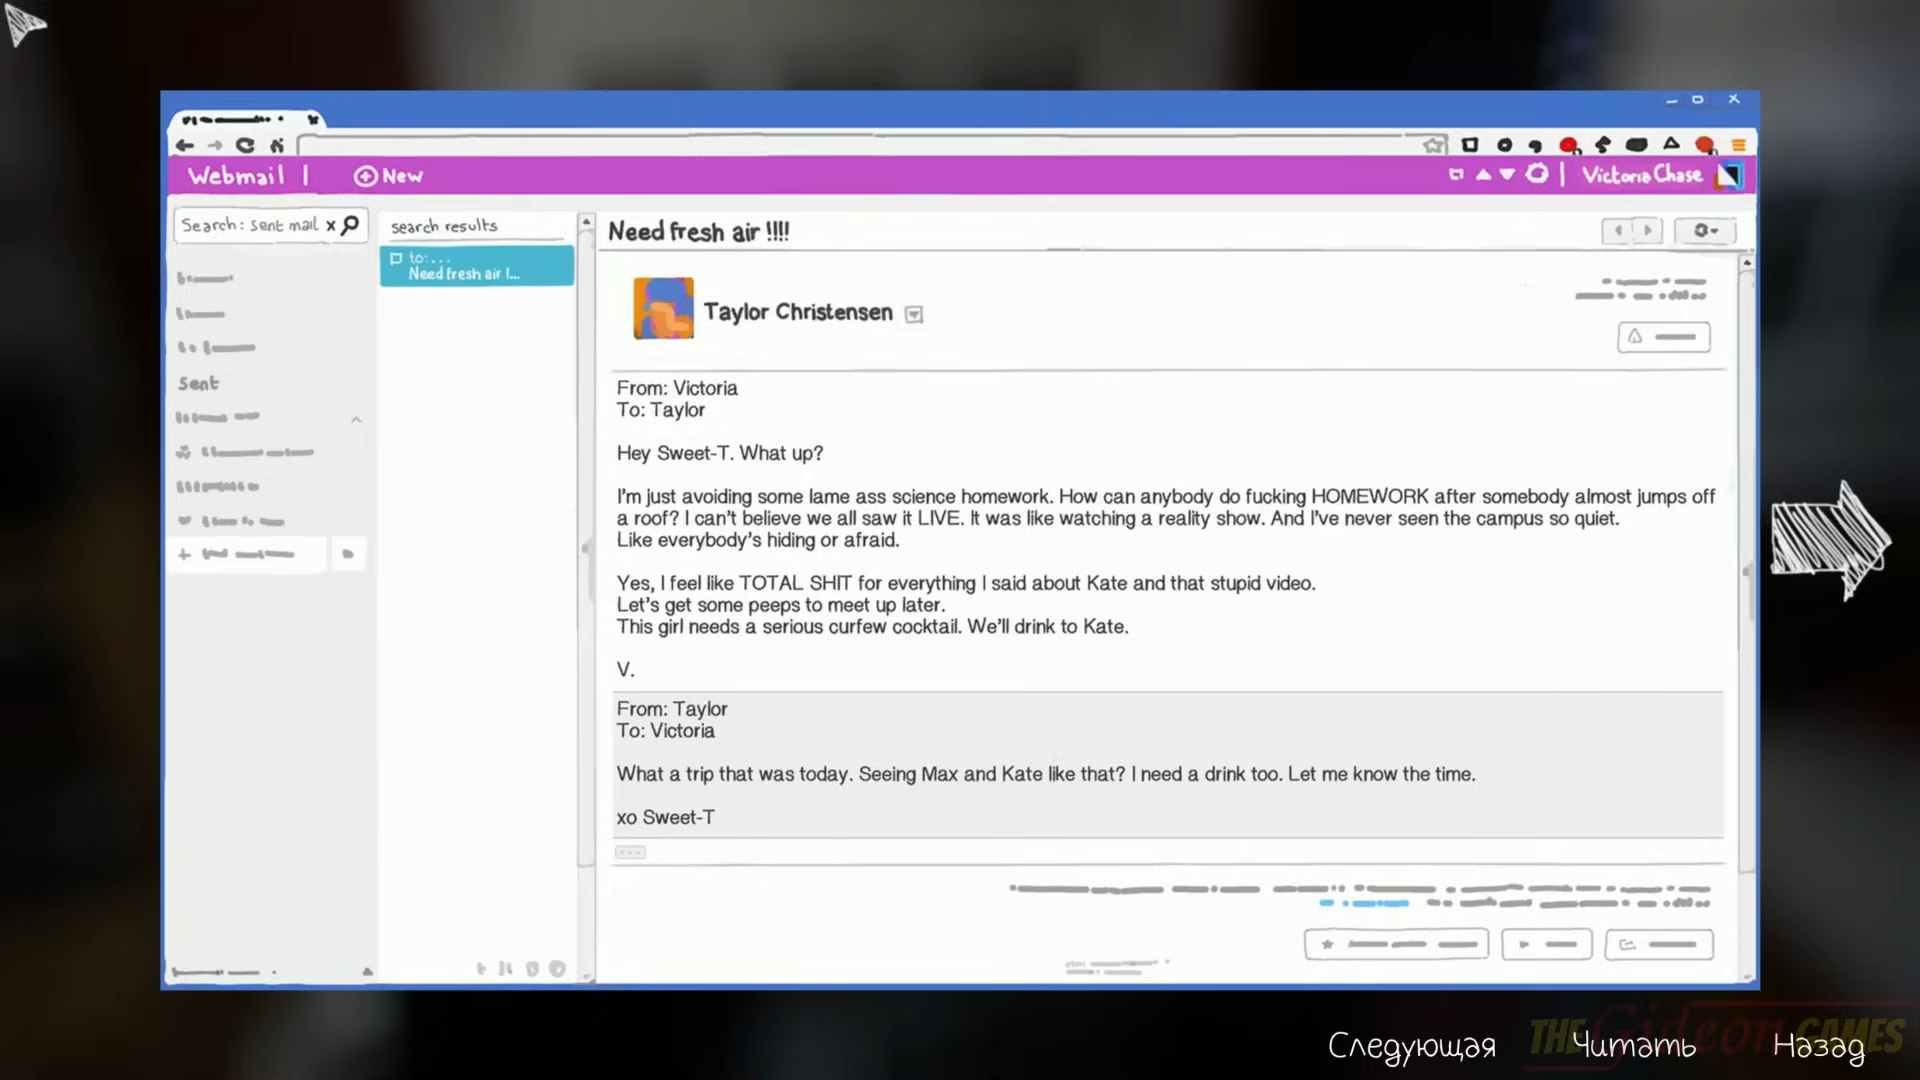 Webmail
New
Victoria Chase
Search: sent mail x
search results
to:...
Need fresh air !...
Sent
Need fresh air !!!!
Taylor Christensen
From: Victoria
To: Taylor
Hey Sweet-T. What up?
I'm just avoiding some lame ass science homework. How can anybody do fucking HOMEWORK after somebody almost jumps off
a roof? I can't believe we all saw it LIVE. It was like watching a reality show. And I've never seen the campus so quiet.
Like everybody's hiding or afraid.
Yes, I feel like TOTAL SHIT for everything I said about Kate and that stupid video.
Let's get some peeps to meet up later.
This girl needs a serious curfew cocktail. We'll drink to Kate.
V.
From: Taylor
To: Victoria
What a trip that was today. Seeing Max and Kate like that? I need a drink too. Let me know the time.
xo Sweet-T
Следующая
Читать
Назад
THE Gideon GAMES